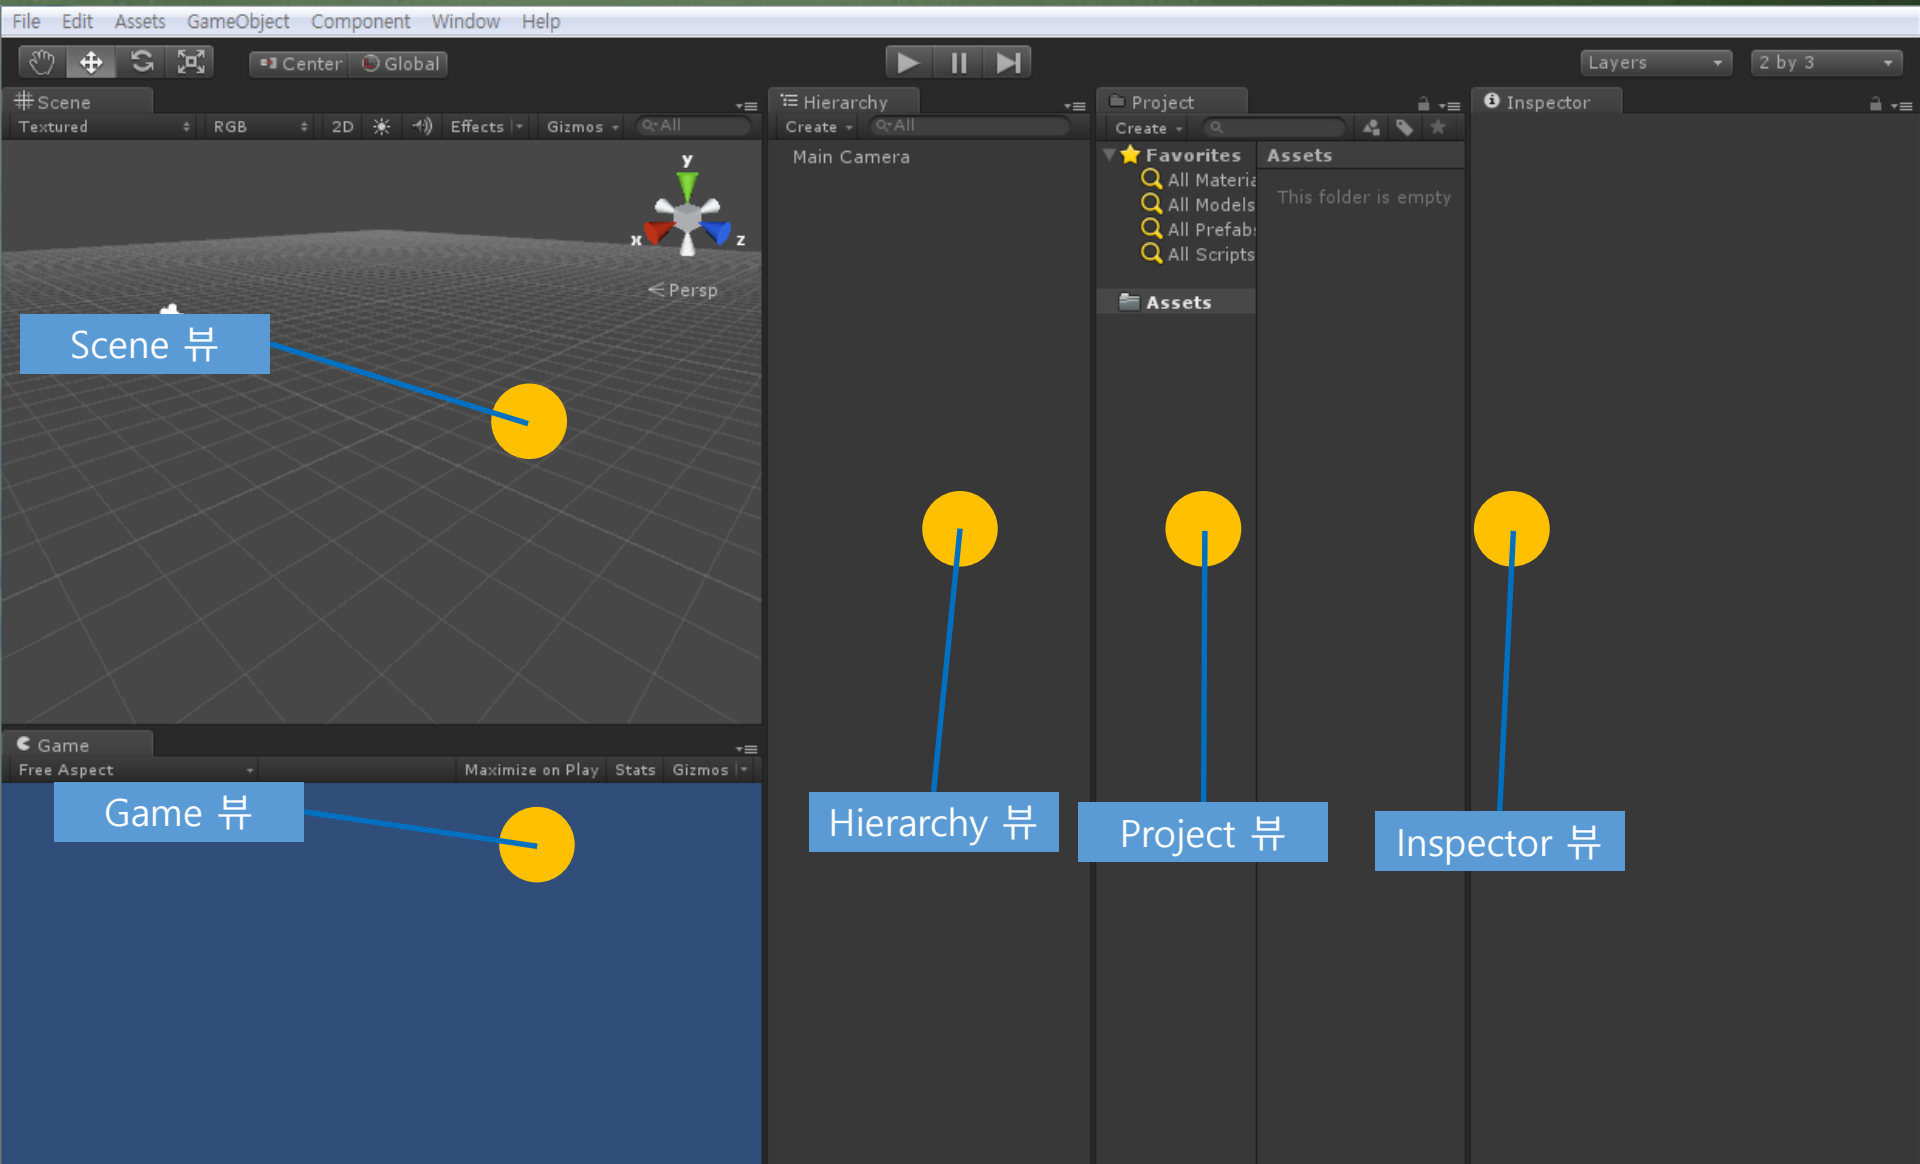 File Edit Assets GameObject Component Window Help
Center Global
Layers 2 by 3
Scene
Textured RGB 2D Effects Gizmos All
y
x z
Persp
Scene 뷰
Game
Free Aspect Maximize on Play Stats Gizmos
Game 뷰
Hierarchy
Create All
Main Camera
Hierarchy 뷰
Project
Create
Favorites
All Materia
All Models
All Prefab
All Scripts
Assets
Assets
This folder is empty
Project 뷰
Inspector
Inspector 뷰